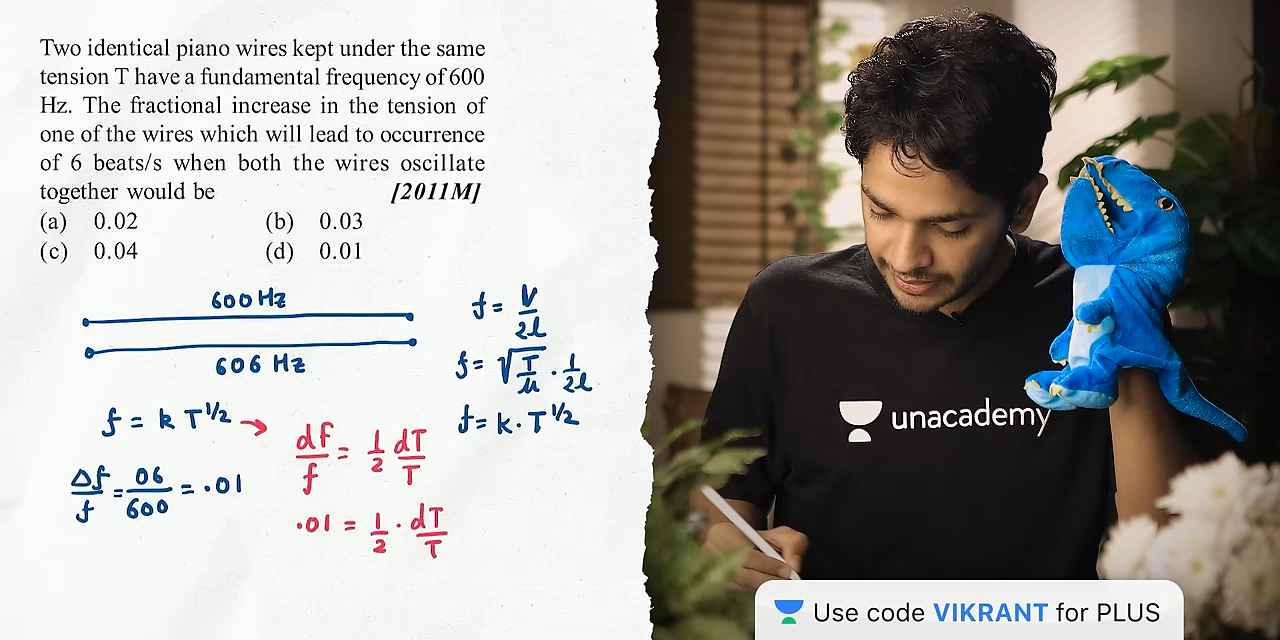 Two identical piano wires kept under the same
tension T have a fundamental frequency of 600
Hz. The fractional increase in the tension of
one of the wires which will lead to occurrence
of 6 beats/s when both the wires oscillate
together would be [2011M]
(a) 0.02 (b) 0.03
(c) 0.04 (d) 0.01
600 Hz
606 Hz
f = V/2l
f = √(T/μ) · 1/2l
f = k · T^1/2
f = k T^1/2 →
df/f = 1/2 dT/T
Δf/f = 06/600 = .01
.01 = 1/2 · dT/T
unacademy
Use code VIKRANT for PLUS